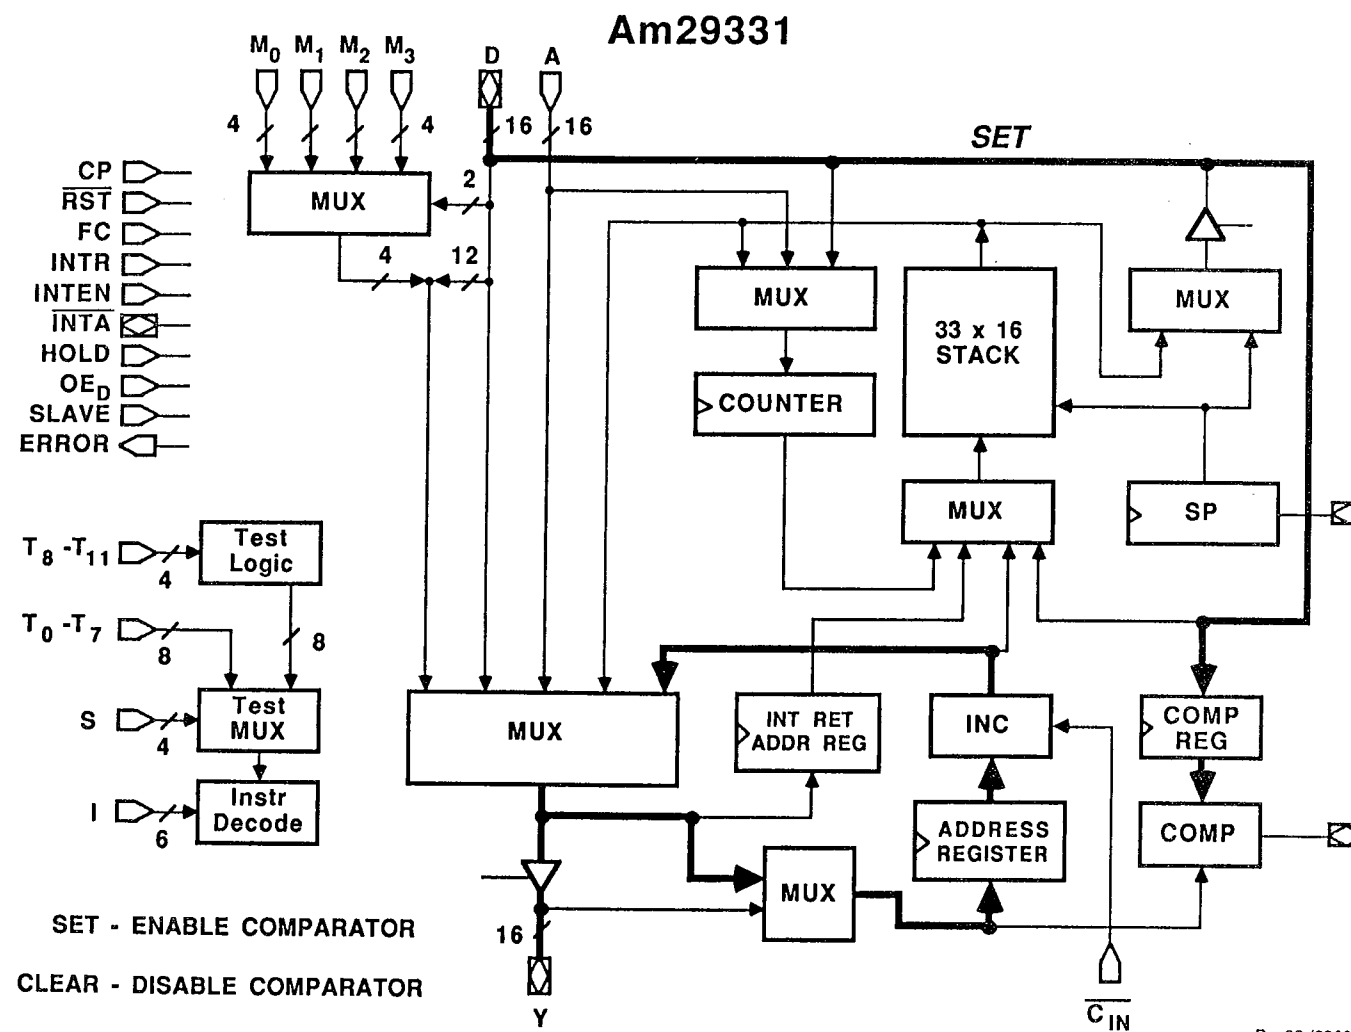 Am29331
M0 M1 M2 M3 D A
4 4 16 16
SET
CP
RST
FC
INTR
INTEN
INTA
HOLD
OED
SLAVE
ERROR
MUX
2
4 12
MUX
33 x 16
STACK
MUX
COUNTER
MUX
SP
T8 -T11
4
Test
Logic
T0 -T7
8
8
S
4
Test
MUX
I
6
Instr
Decode
MUX
INT RET
ADDR REG
INC
COMP
REG
ADDRESS
REGISTER
COMP
MUX
16
Y
CIN
SET - ENABLE COMPARATOR
CLEAR - DISABLE COMPARATOR